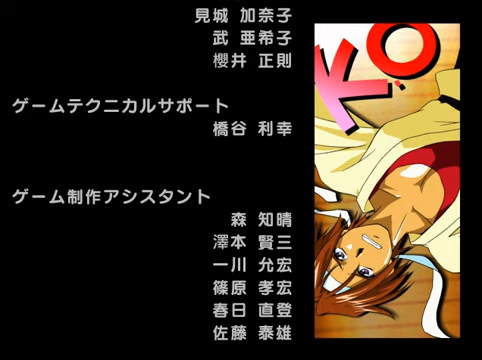 見城 加奈子
武 亜希子
櫻井 正則
ゲームテクニカルサポート
橋谷 利幸
ゲーム制作アシスタント
森 知晴
澤本 賢三
一川 允宏
篠原 孝宏
春日 直登
佐藤 泰雄
K.O